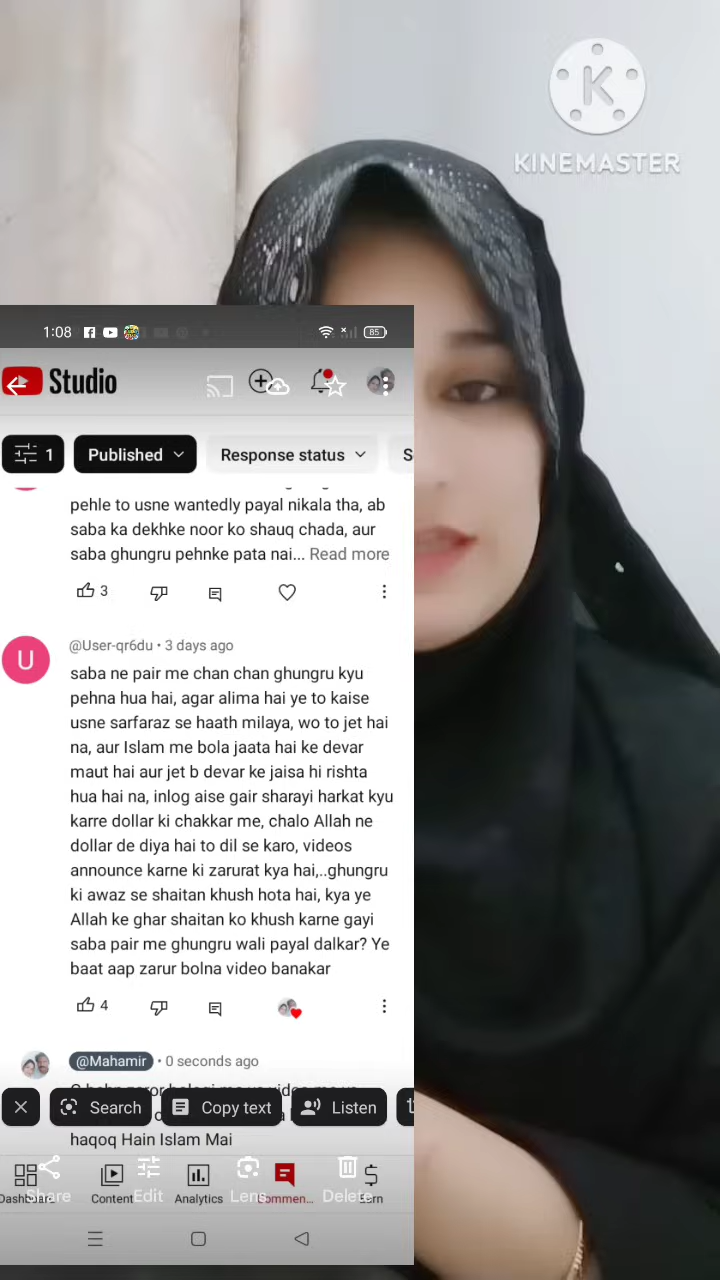 KINEMASTER
1:08
85
Studio
1
Published
Response status
S
pehle to usne wantedly payal nikala tha, ab
saba ka dekhke noor ko shauq chada, aur
saba ghungru pehnke pata nai... Read more
3
U
@User-qr6du • 3 days ago
saba ne pair me chan chan ghungru kyu
pehna hua hai, agar alima hai ye to kaise
usne sarfaraz se haath milaya, wo to jet hai
na, aur Islam me bola jaata hai ke devar
maut hai aur jet b devar ke jaisa hi rishta
hua hai na, inlog aise gair sharayi harkat kyu
karre dollar ki chakkar me, chalo Allah ne
dollar de diya hai to dil se karo, videos
announce karne ki zarurat kya hai,..ghungru
ki awaz se shaitan khush hota hai, kya ye
Allah ke ghar shaitan ko khush karne gayi
saba pair me ghungru wali payal dalkar? Ye
baat aap zarur bolna video banakar
4
@Mahamir • 0 seconds ago
Search
Copy text
Listen
haqoq Hain Islam Mai
Dashboard
Content
Analytics
Commen...
Earn
Share
Edit
Lens
Delete